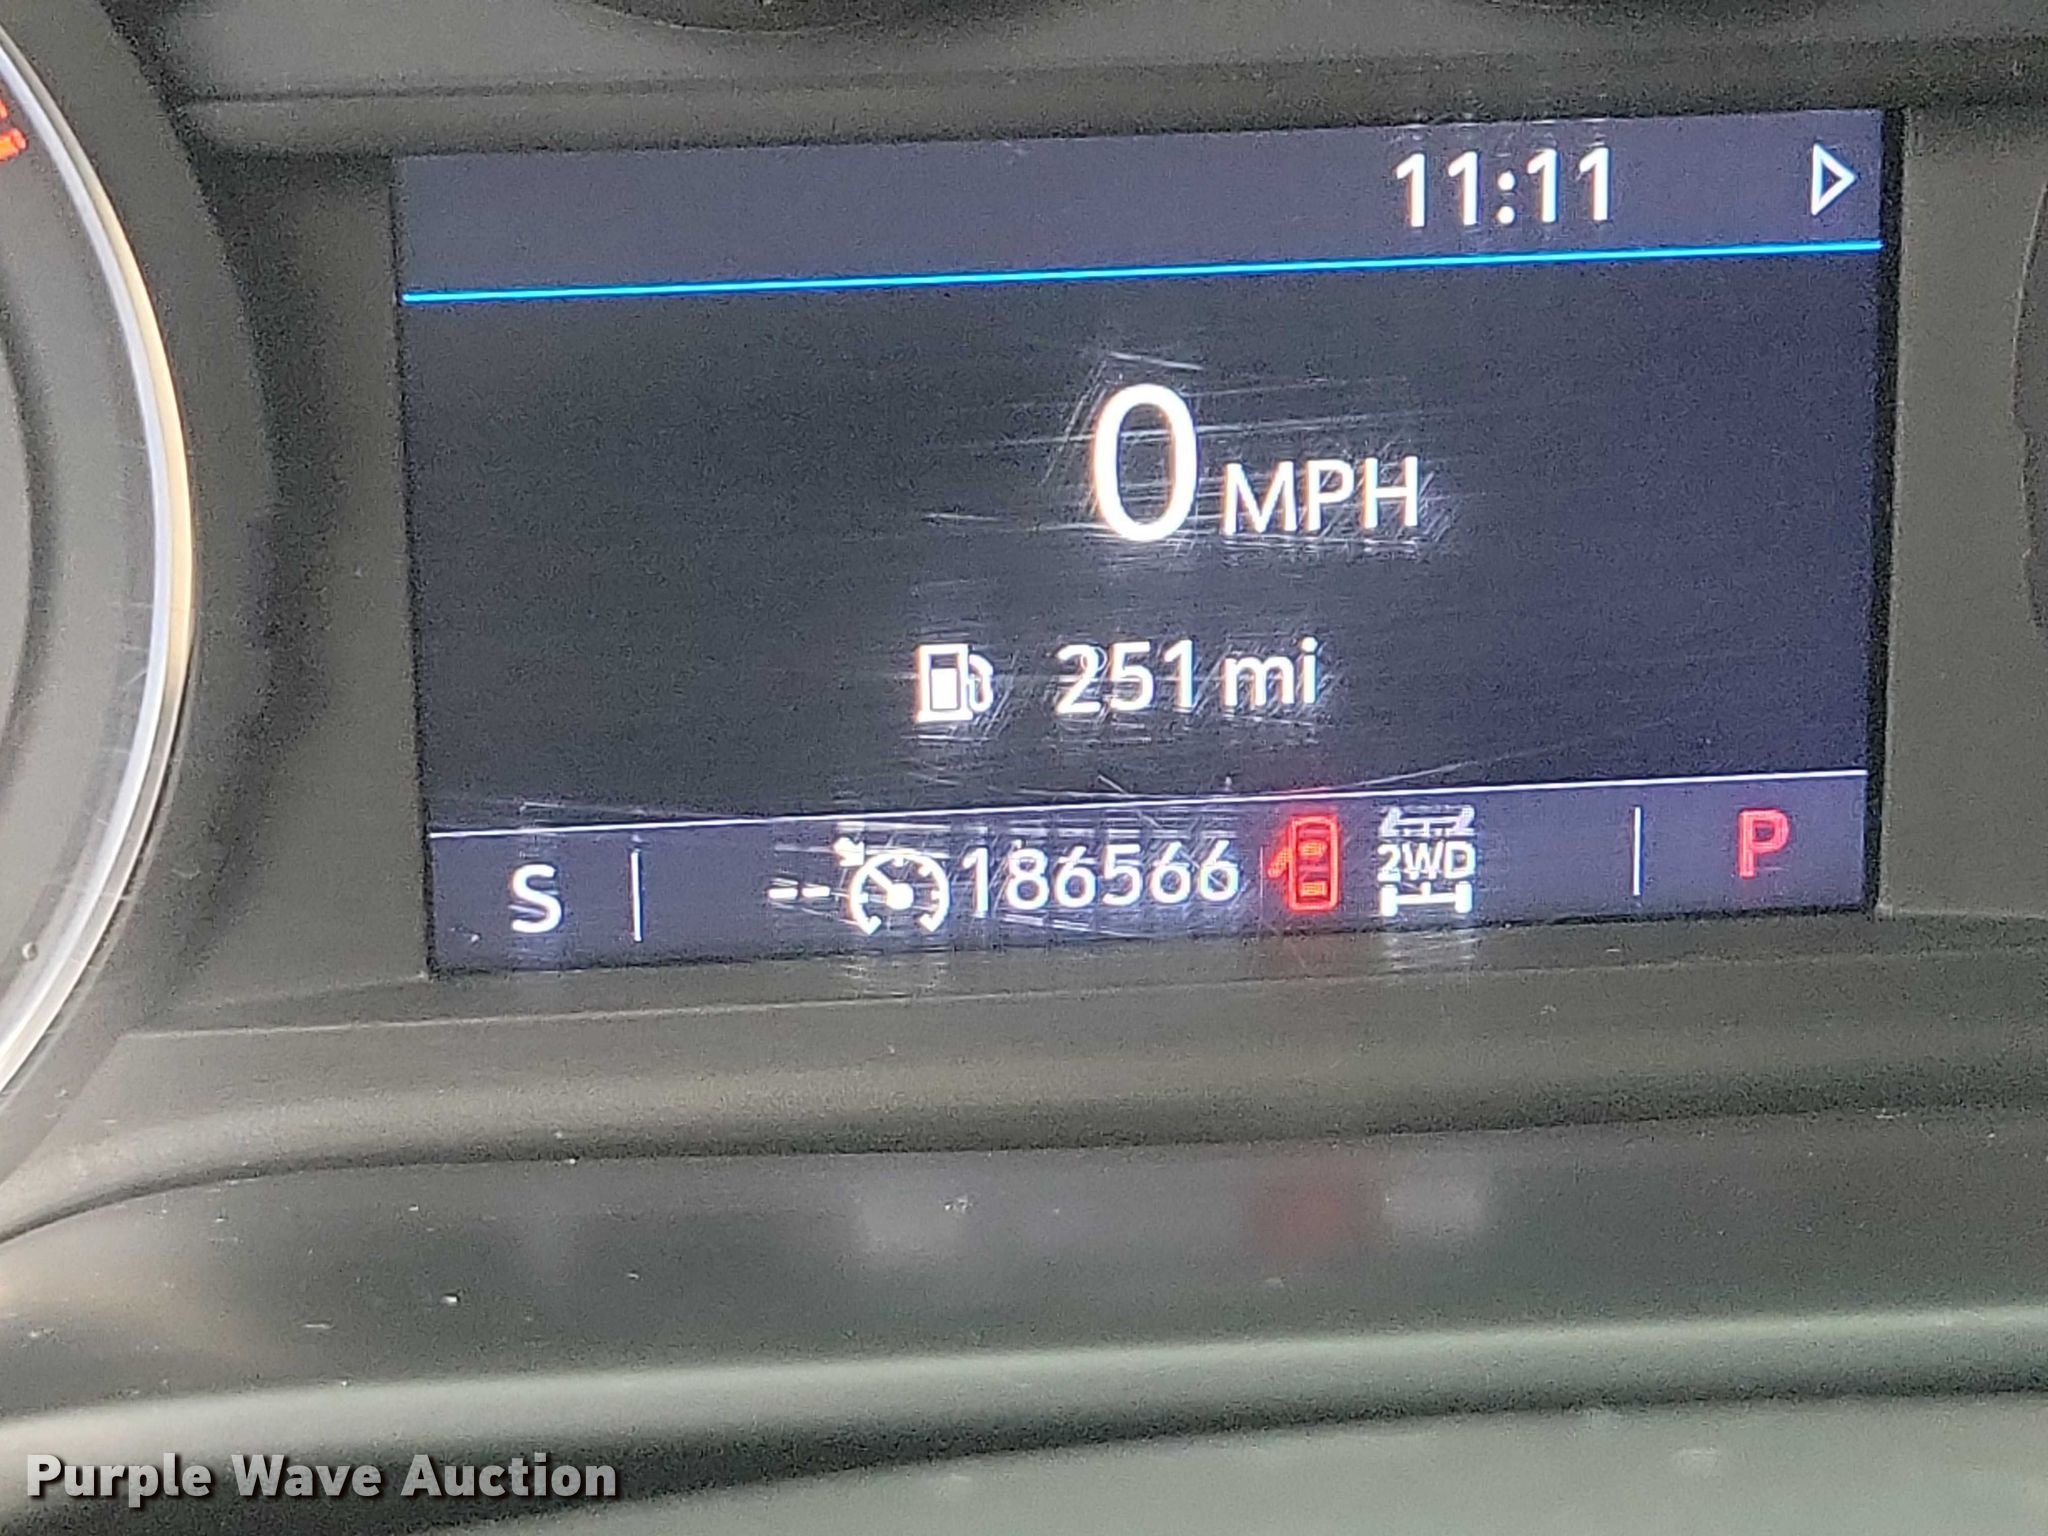 11:11
0 MPH
251 mi
S -- 186566 2WD P
Purple Wave Auction